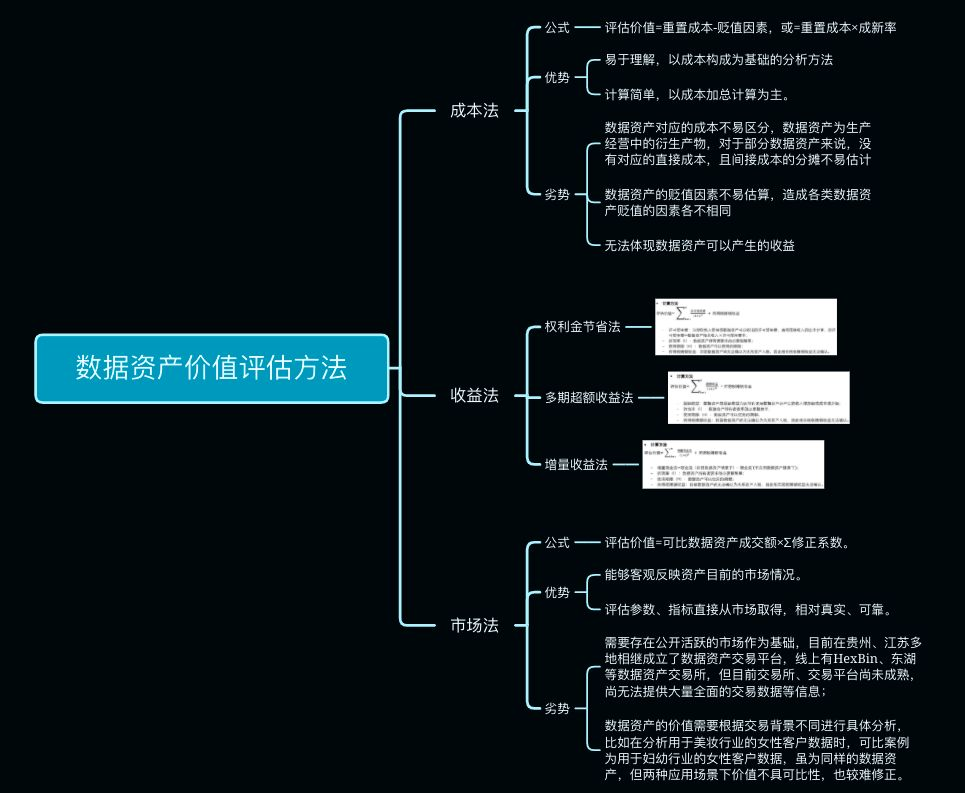 公式
评估价值=重置成本-贬值因素，或=重置成本×成新率
优势
易于理解，以成本构成为基础的分析方法
计算简单，以成本加总计算为主。
成本法
劣势
数据资产对应的成本不易区分，数据资产为生产
经营中的衍生产物，对于部分数据资产来说，没
有对应的直接成本，且间接成本的分摊不易估计
数据资产的贬值因素不易估算，造成各类数据资
产贬值的因素各不相同
无法体现数据资产可以产生的收益
数据资产价值评估方法
收益法
权利金节省法
计算方法
多期超额收益法
计算方法
增量收益法
计算方法
公式
评估价值=可比数据资产成交额×Σ修正系数。
优势
能够客观反映资产目前的市场情况。
评估参数、指标直接从市场取得，相对真实、可靠。
市场法
劣势
需要存在公开活跃的市场作为基础，目前在贵州、江苏多
地相继成立了数据资产交易平台，线上有HexBin、东湖
等数据资产交易所，但目前交易所、交易平台尚未成熟，
尚无法提供大量全面的交易数据等信息；
数据资产的价值需要根据交易背景不同进行具体分析，
比如在分析用于美妆行业的女性客户数据时，可比案例
为用于妇幼行业的女性客户数据，虽为同样的数据资
产，但两种应用场景下价值不具可比性，也较难修正。